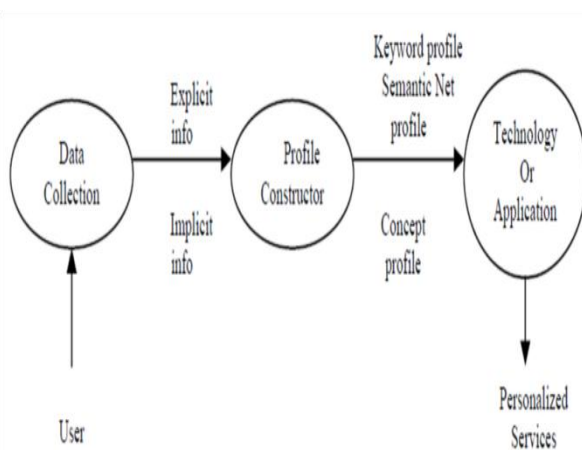 Data
Collection
Explicit
info
Implicit
info
Profile
Constructor
Keyword profile
Semantic Net
profile
Concept
profile
Technology
Or
Application
User
Personalized
Services